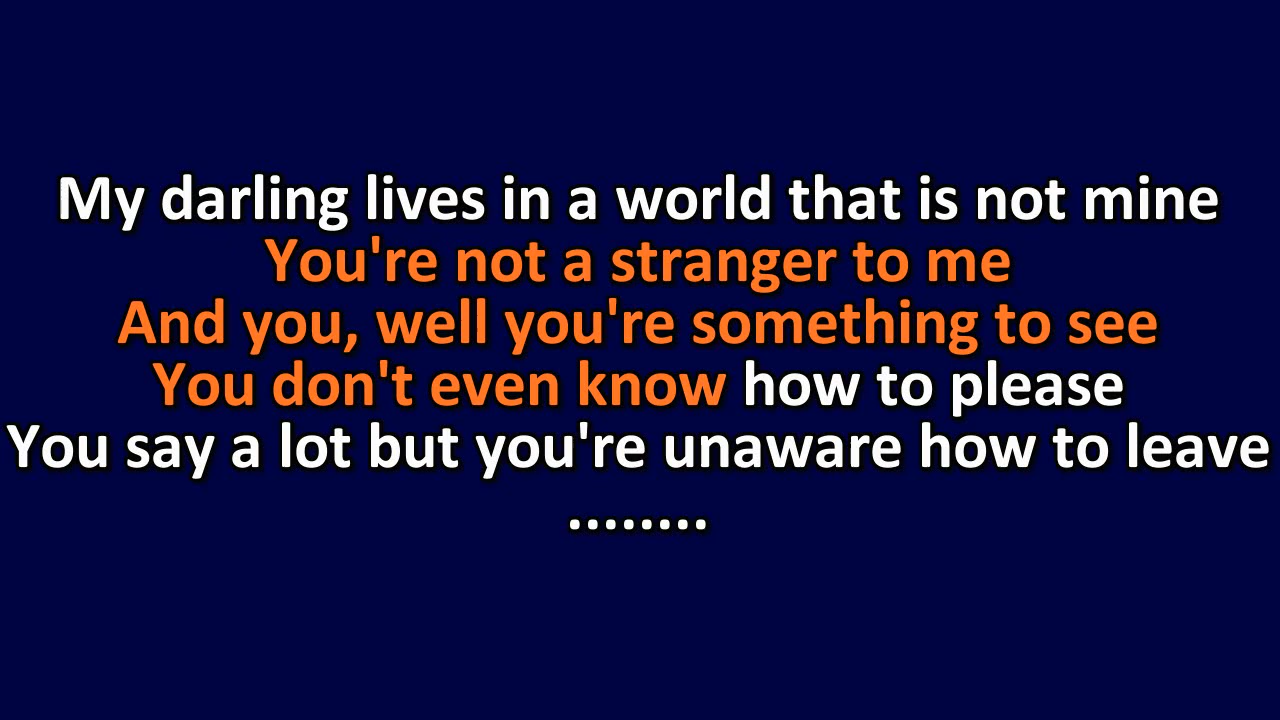 My darling lives in a world that is not mine
You're not a stranger to me
And you, well you're something to see
You don't even know how to please
You say a lot but you're unaware how to leave
........